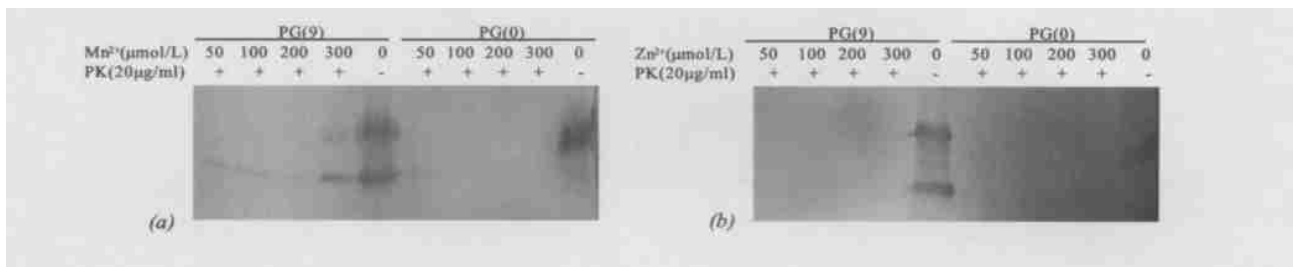 PG(9) PG(0)
Mn²⁺(μmol/L) 50 100 200 300 0 50 100 200 300 0
PK(20μg/ml) + + + + - + + + + -
(a)
PG(9) PG(0)
Zn²⁺(μmol/L) 50 100 200 300 0 50 100 200 300 0
PK(20μg/ml) + + + + - + + + + -
(b)